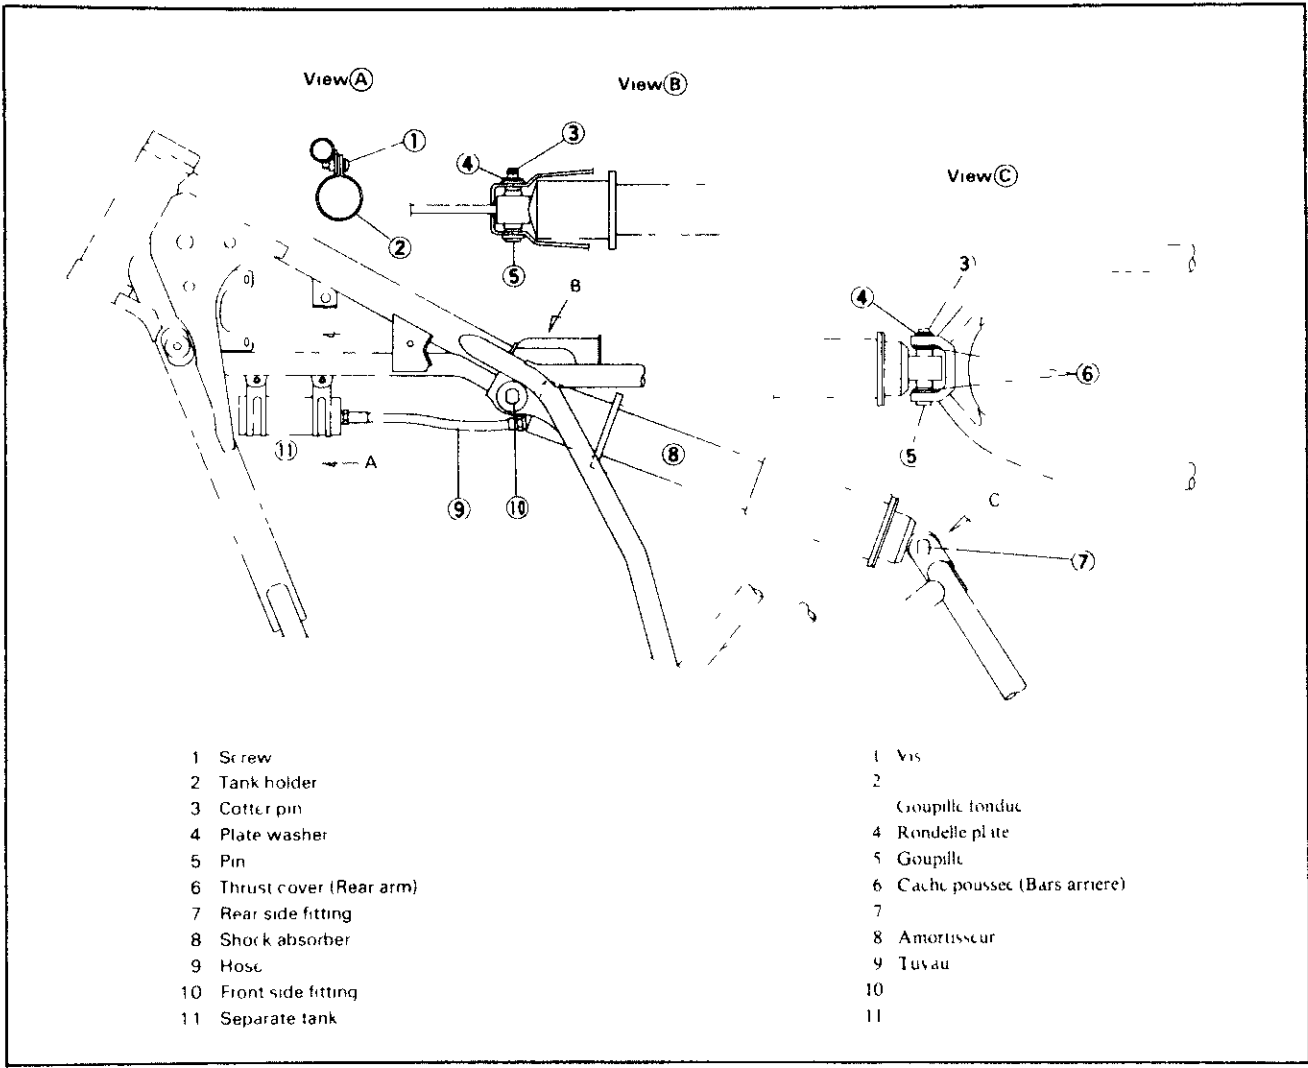 View A
View B
View C
1
2
3
4
5
B
3
4
5
6
A
11
8
9
10
C
7
1 Screw
2 Tank holder
3 Cotter pin
4 Plate washer
5 Pin
6 Thrust cover (Rear arm)
7 Rear side fitting
8 Shock absorber
9 Hose
10 Front side fitting
11 Separate tank
1 Vis
2
Goupille
4 Rondelle plate
5 Goupille
6 Cache poussee (Bars arriere)
7
8 Amortisseur
9 Tuyau
10
11